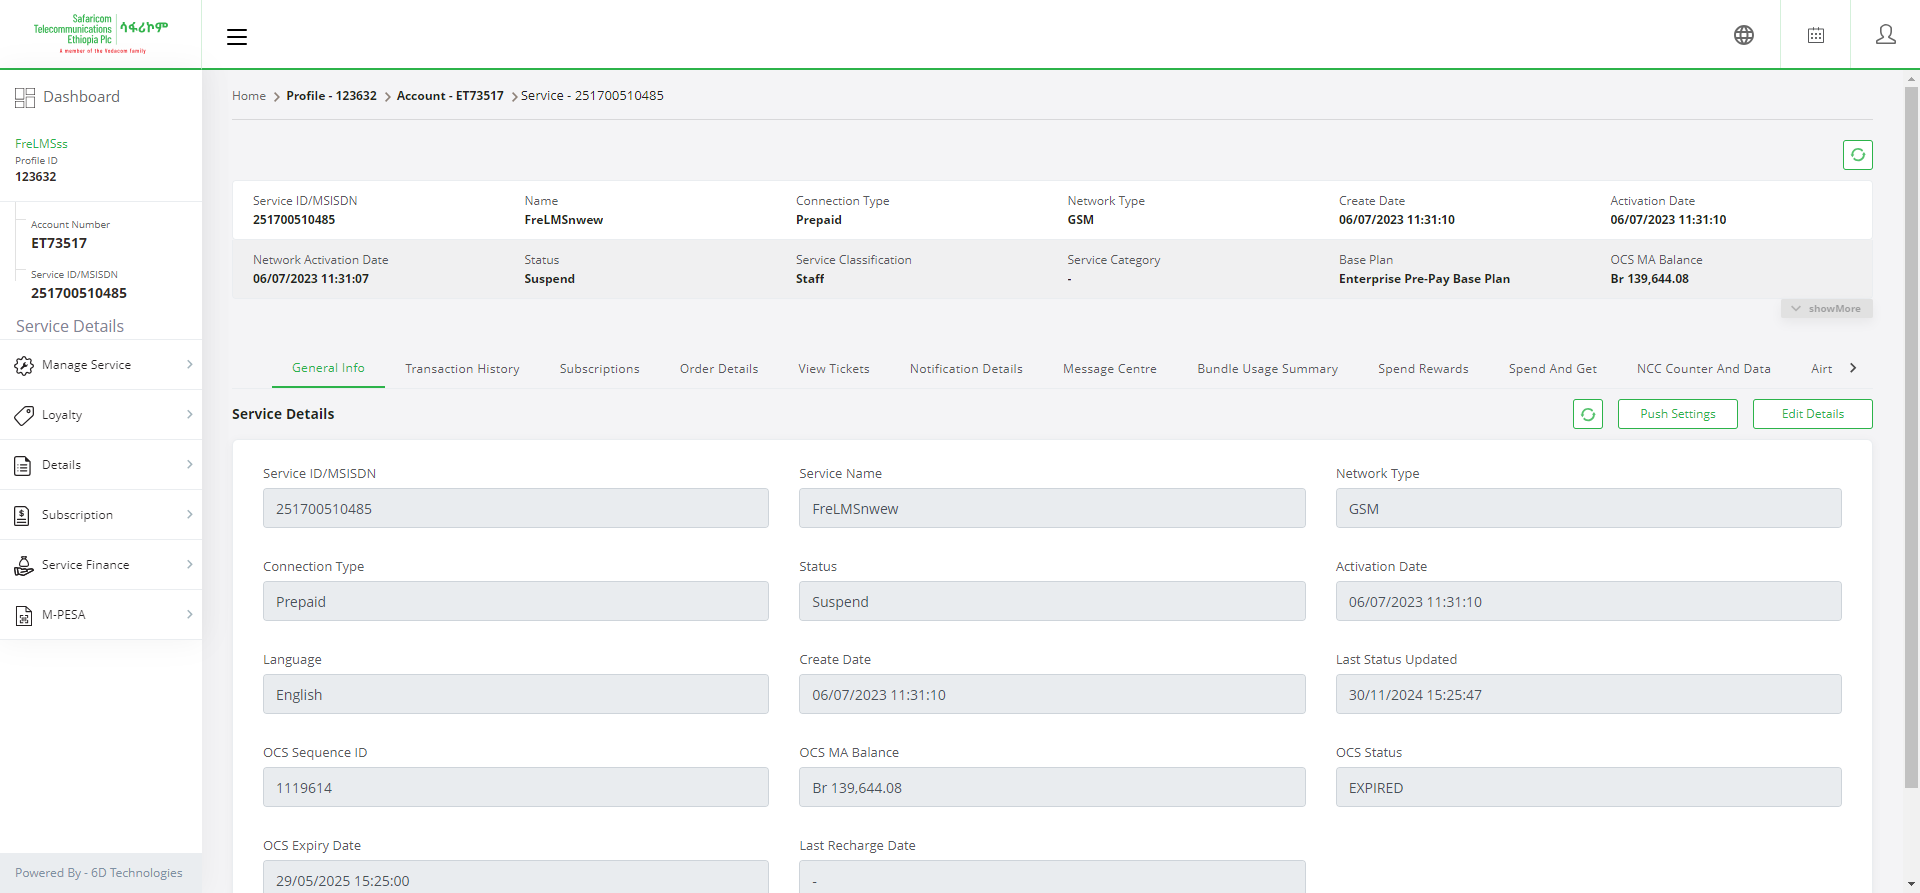 Safaricom
Telecommunications
Ethiopia Plc
ሳፋሪኮም
A member of the Vodacom family
Home > Profile - 123632 > Account - ET73517 > Service - 251700510485
Dashboard
FreLMSss
Profile ID
123632
Account Number
ET73517
Service ID/MSISDN
251700510485
Service Details
Manage Service
Loyalty
Details
Subscription
Service Finance
M-PESA
Powered By - 6D Technologies
Service ID/MSISDN Name Connection Type Network Type Create Date Activation Date
251700510485 FreLMSnwew Prepaid GSM 06/07/2023 11:31:10 06/07/2023 11:31:10
Network Activation Date Status Service Classification Service Category Base Plan OCS MA Balance
06/07/2023 11:31:07 Suspend Staff - Enterprise Pre-Pay Base Plan Br 139,644.08
showMore
General Info Transaction History Subscriptions Order Details View Tickets Notification Details Message Centre Bundle Usage Summary Spend Rewards Spend And Get NCC Counter And Data Airt
Service Details Push Settings Edit Details
Service ID/MSISDN Service Name Network Type
251700510485 FreLMSnwew GSM
Connection Type Status Activation Date
Prepaid Suspend 06/07/2023 11:31:10
Language Create Date Last Status Updated
English 06/07/2023 11:31:10 30/11/2024 15:25:47
OCS Sequence ID OCS MA Balance OCS Status
1119614 Br 139,644.08 EXPIRED
OCS Expiry Date Last Recharge Date
29/05/2025 15:25:00 -